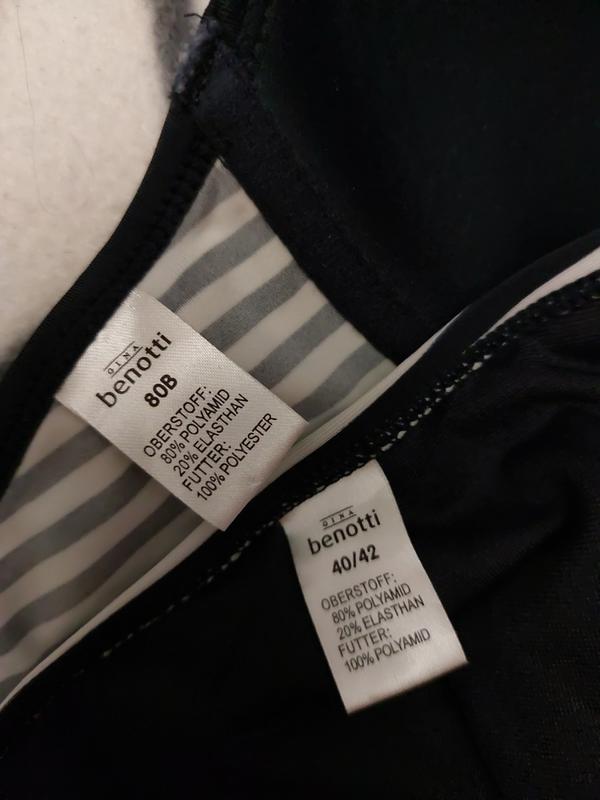 GINA
benotti
80B
OBERSTOFF:
80% POLYAMID
20% ELASTHAN
FUTTER:
100% POLYESTER
GINA
benotti
40/42
OBERSTOFF:
80% POLYAMID
20% ELASTHAN
FUTTER:
100% POLYAMID